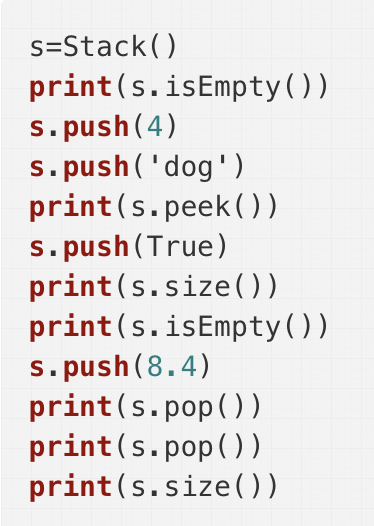 s=Stack()
print(s.isEmpty())
s.push(4)
s.push('dog')
print(s.peek())
s.push(True)
print(s.size())
print(s.isEmpty())
s.push(8.4)
print(s.pop())
print(s.pop())
print(s.size())